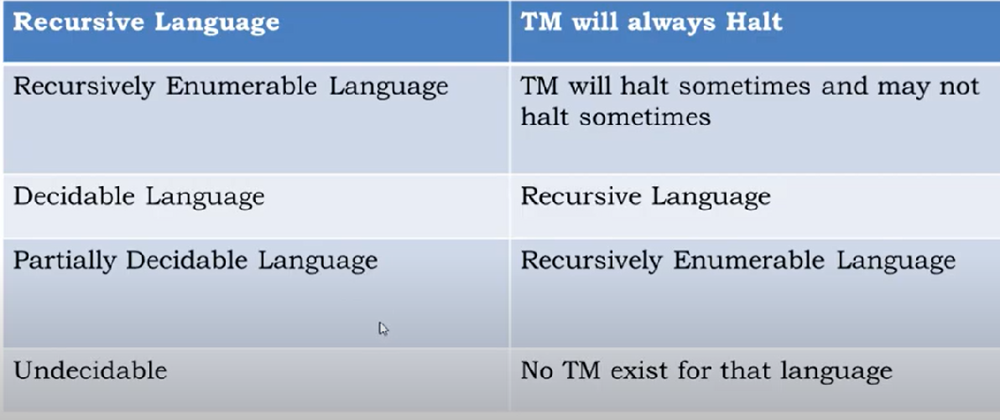 Recursive Language
TM will always Halt
Recursively Enumerable Language
TM will halt sometimes and may not
halt sometimes
Decidable Language
Recursive Language
Partially Decidable Language
Recursively Enumerable Language
Undecidable
No TM exist for that language